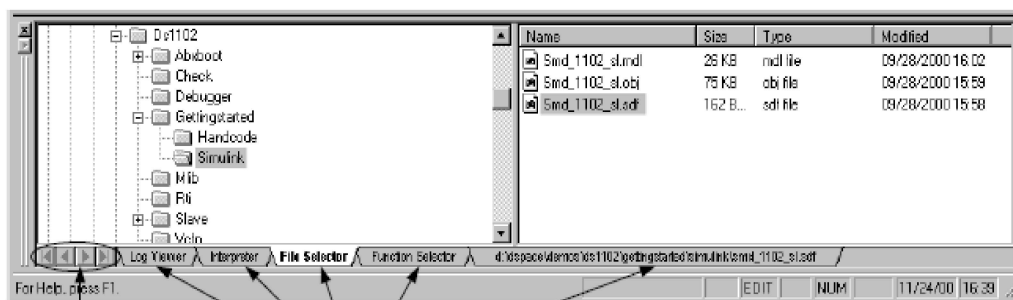 Ds1102
Abxboot
Check
Debugger
Gettingstarted
Handcode
Simulink
Mlib
Rti
Slave
Name Size Type Modified
Smd_1102_sl.mdl 26 KB mdl file 09/28/2000 16:02
Smd_1102_sl.obj 75 KB obj file 09/28/2000 15:59
Smd_1102_sl.sdf 162 B... sdf file 09/28/2000 15:58
Log Viewer Interpreter File Selector Function Selector d:\dspace\demos\ds1102\gettingstarted\simulink\smd_1102_sl.sdf
For Help, press F1. EDIT NUM 11/24/00 16:39